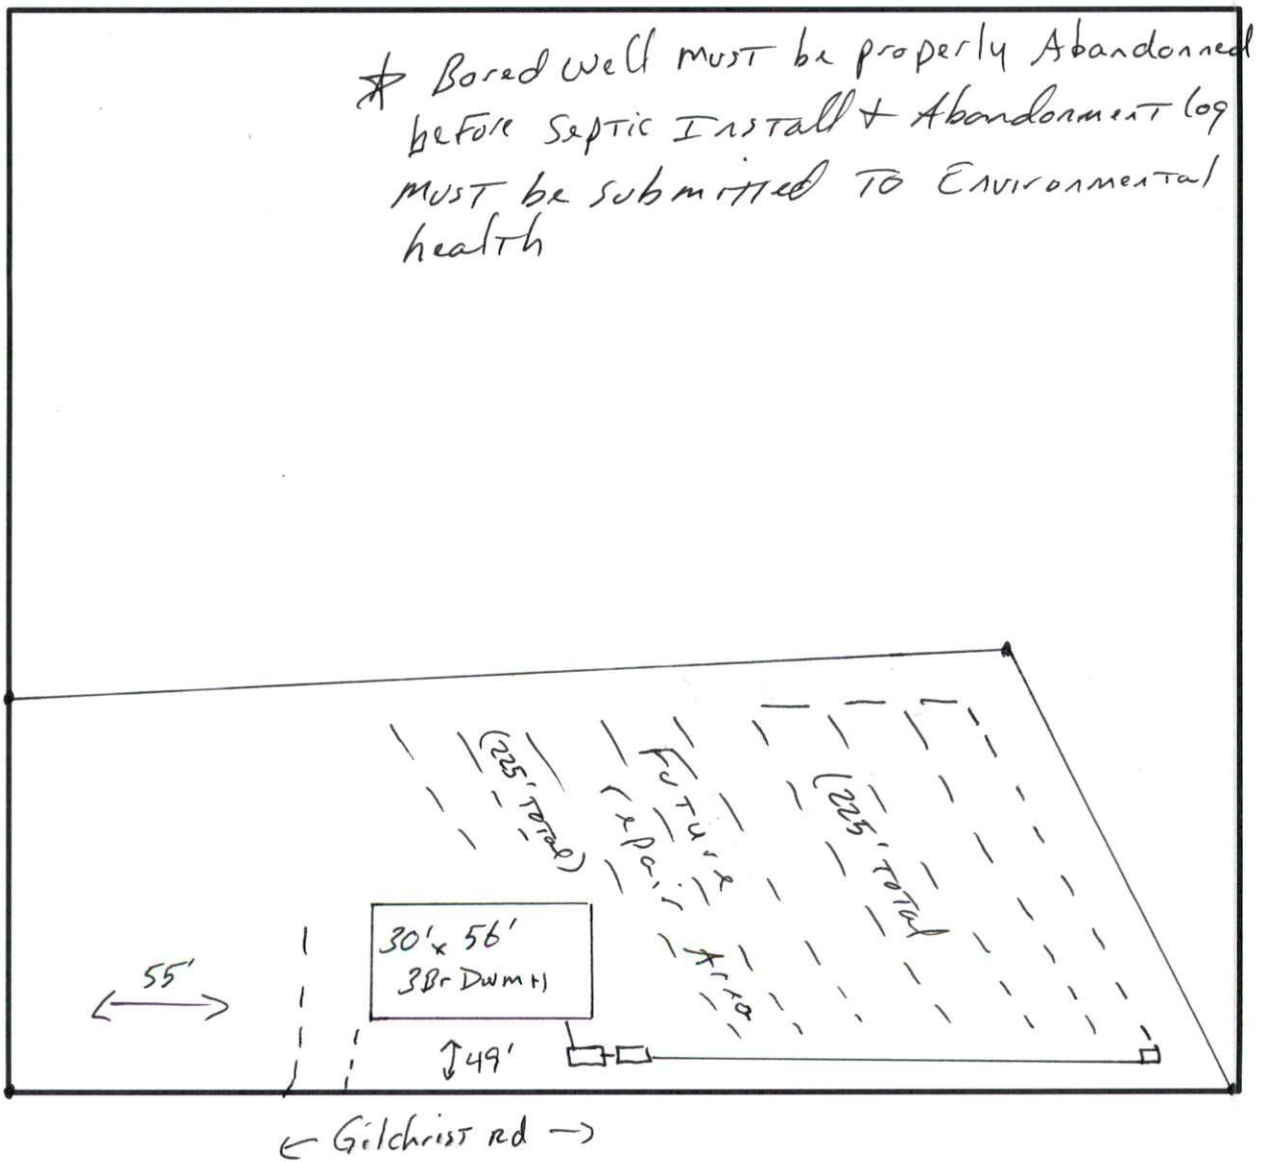 * Bored well must be properly Abandonned
before Septic Install & Abandonment log
must be submitted To Environmental
health
(225' Total)
Future
repair Area
(225' Total
30' x 56'
3Br Dwmh
55'
49'
← Gilchrist Rd →